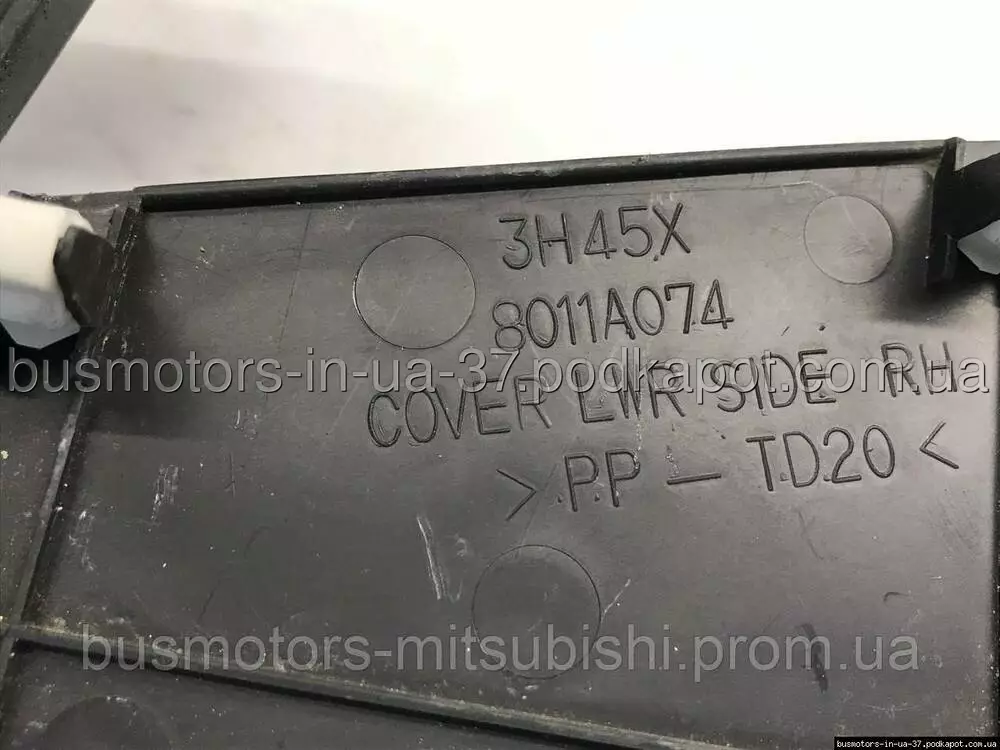 3H45X
8011A074
busmotors-in-ua-37.podkapot.com.ua
COVER LWR SIDE RH
>PP-TD20<
busmotors-mitsubishi.prom.ua
busmotors-in-ua-37.podkapot.com.ua